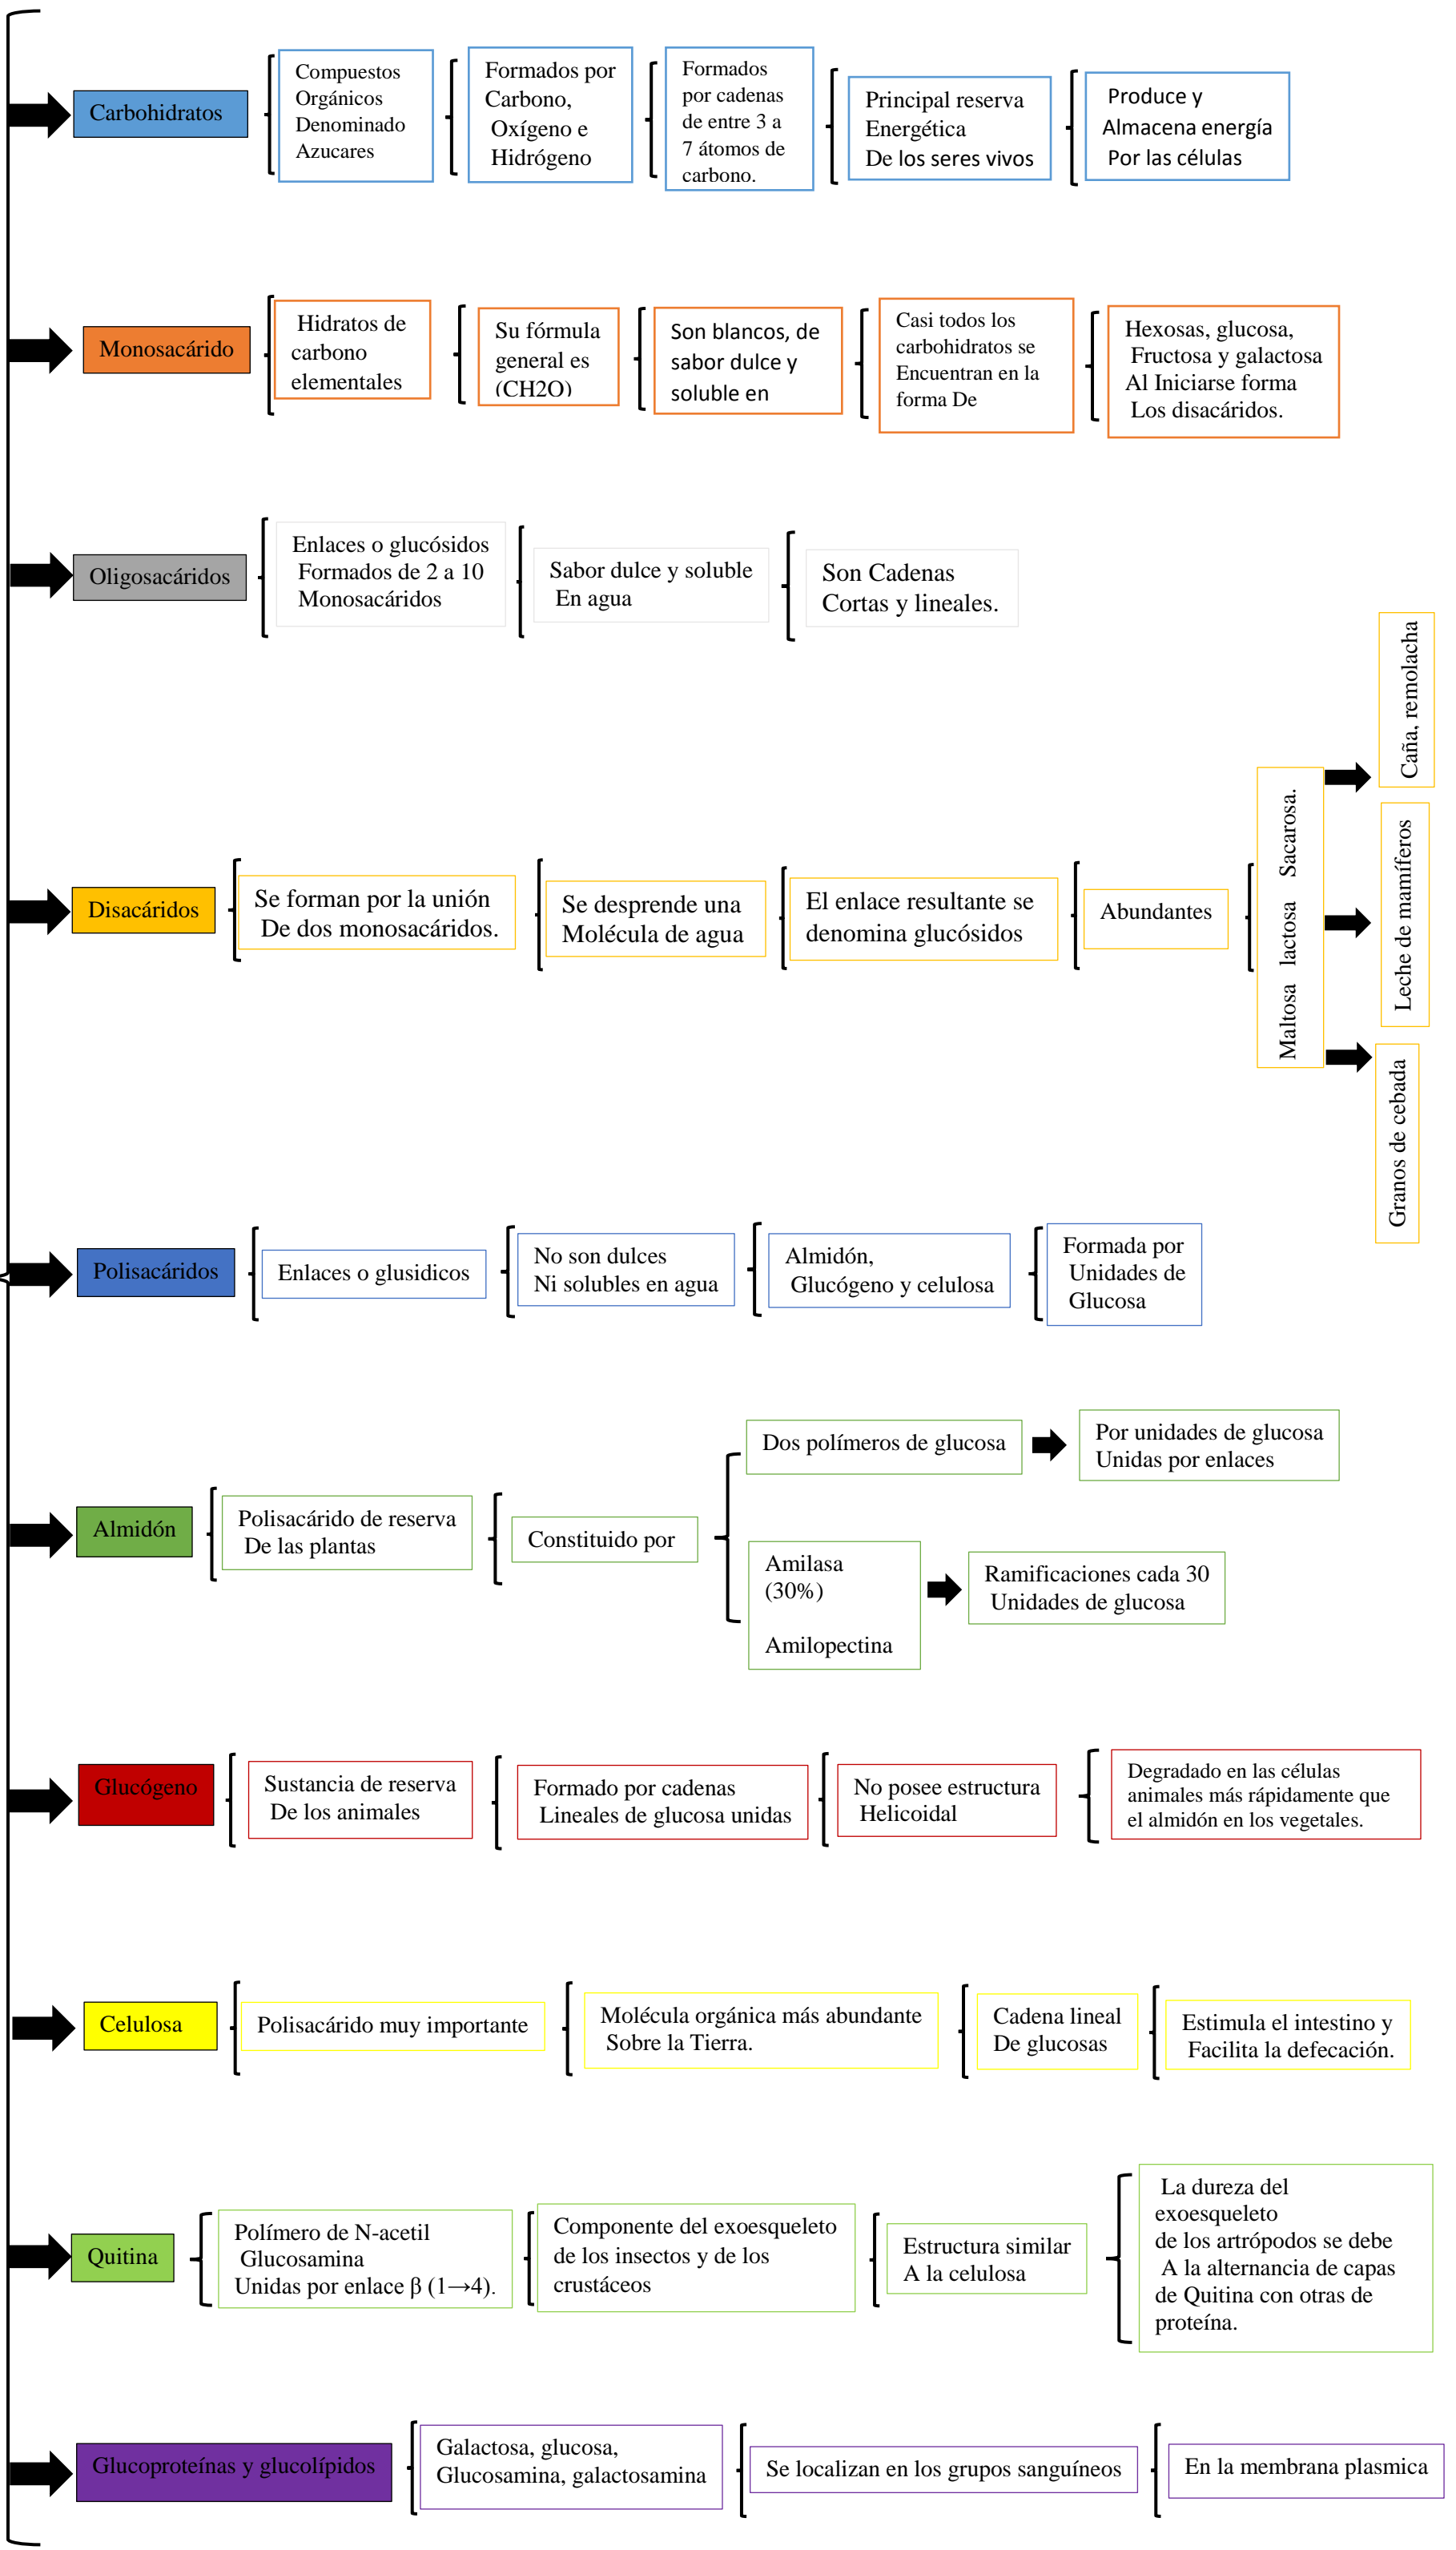 Carbohidratos
Compuestos
Orgánicos
Denominado
Azucares
Formados por
Carbono,
Oxígeno e
Hidrógeno
Formados
por cadenas
de entre 3 a
7 átomos de
carbono.
Principal reserva
Energética
De los seres vivos
Produce y
Almacena energía
Por las células
Monosacárido
Hidratos de
carbono
elementales
Su fórmula
general es
(CH2O)
Son blancos, de
sabor dulce y
soluble en
Casi todos los
carbohidratos se
Encuentran en la
forma De
Hexosas, glucosa,
Fructosa y galactosa
Al Iniciarse forma
Los disacáridos.
Oligosacáridos
Enlaces o glucósidos
Formados de 2 a 10
Monosacáridos
Sabor dulce y soluble
En agua
Son Cadenas
Cortas y lineales.
Disacáridos
Se forman por la unión
De dos monosacáridos.
Se desprende una
Molécula de agua
El enlace resultante se
denomina glucósidos
Abundantes
Maltosa lactosa Sacarosa.
Caña, remolacha
Leche de mamíferos
Granos de cebada
Polisacáridos
Enlaces o glusidicos
No son dulces
Ni solubles en agua
Almidón,
Glucógeno y celulosa
Formada por
Unidades de
Glucosa
Almidón
Polisacárido de reserva
De las plantas
Constituido por
Dos polímeros de glucosa
Por unidades de glucosa
Unidas por enlaces
Amilasa
(30%)
Amilopectina
Ramificaciones cada 30
Unidades de glucosa
Glucógeno
Sustancia de reserva
De los animales
Formado por cadenas
Lineales de glucosa unidas
No posee estructura
Helicoidal
Degradado en las células
animales más rápidamente que
el almidón en los vegetales.
Celulosa
Polisacárido muy importante
Molécula orgánica más abundante
Sobre la Tierra.
Cadena lineal
De glucosas
Estimula el intestino y
Facilita la defecación.
Quitina
Polímero de N-acetil
Glucosamina
Unidas por enlace β (1→4).
Componente del exoesqueleto
de los insectos y de los
crustáceos
Estructura similar
A la celulosa
La dureza del
exoesqueleto
de los artrópodos se debe
A la alternancia de capas
de Quitina con otras de
proteína.
Glucoproteínas y glucolípidos
Galactosa, glucosa,
Glucosamina, galactosamina
Se localizan en los grupos sanguíneos
En la membrana plasmica